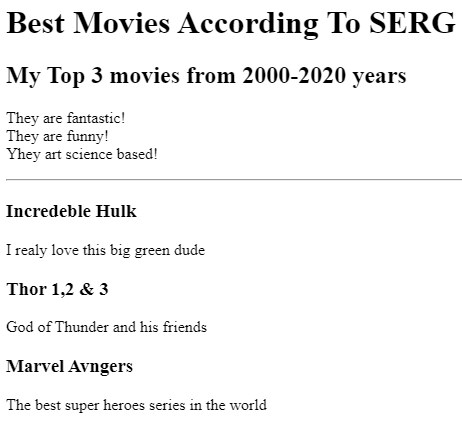 Best Movies According To SERG
My Top 3 movies from 2000-2020 years
They are fantastic!
They are funny!
Yhey art science based!
Incredeble Hulk
I realy love this big green dude
Thor 1,2 & 3
God of Thunder and his friends
Marvel Avngers
The best super heroes series in the world